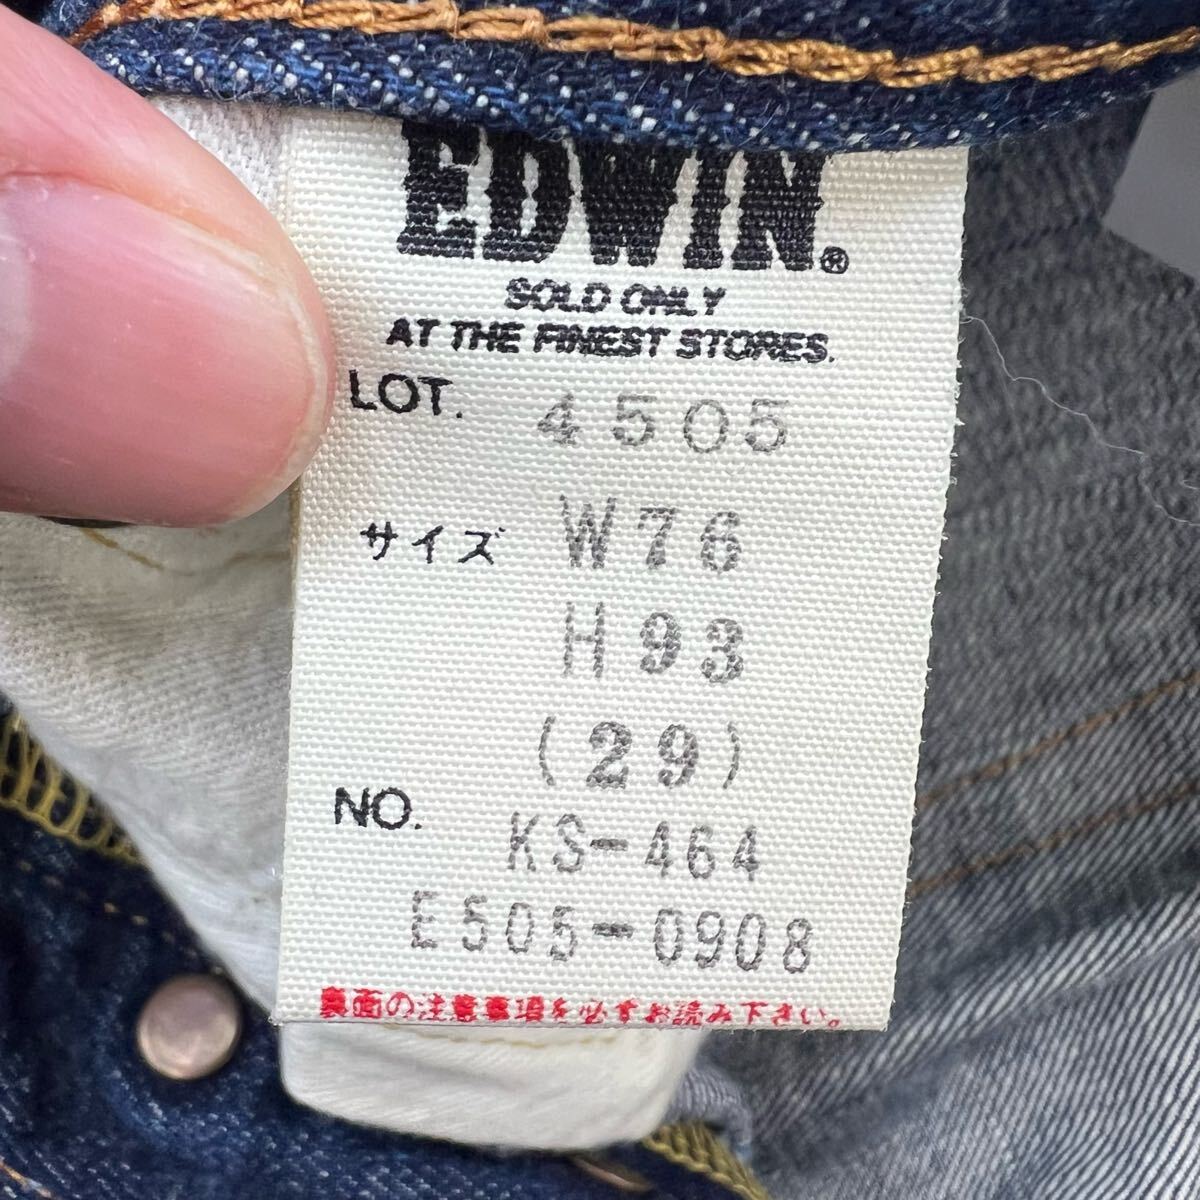 EDWIN.®
SOLD ONLY
AT THE FINEST STORES.
LOT. 4505
サイズ W76
H93
(29)
NO. KS-464
E505-0908
裏面の注意事項を必ずお読み下さい。